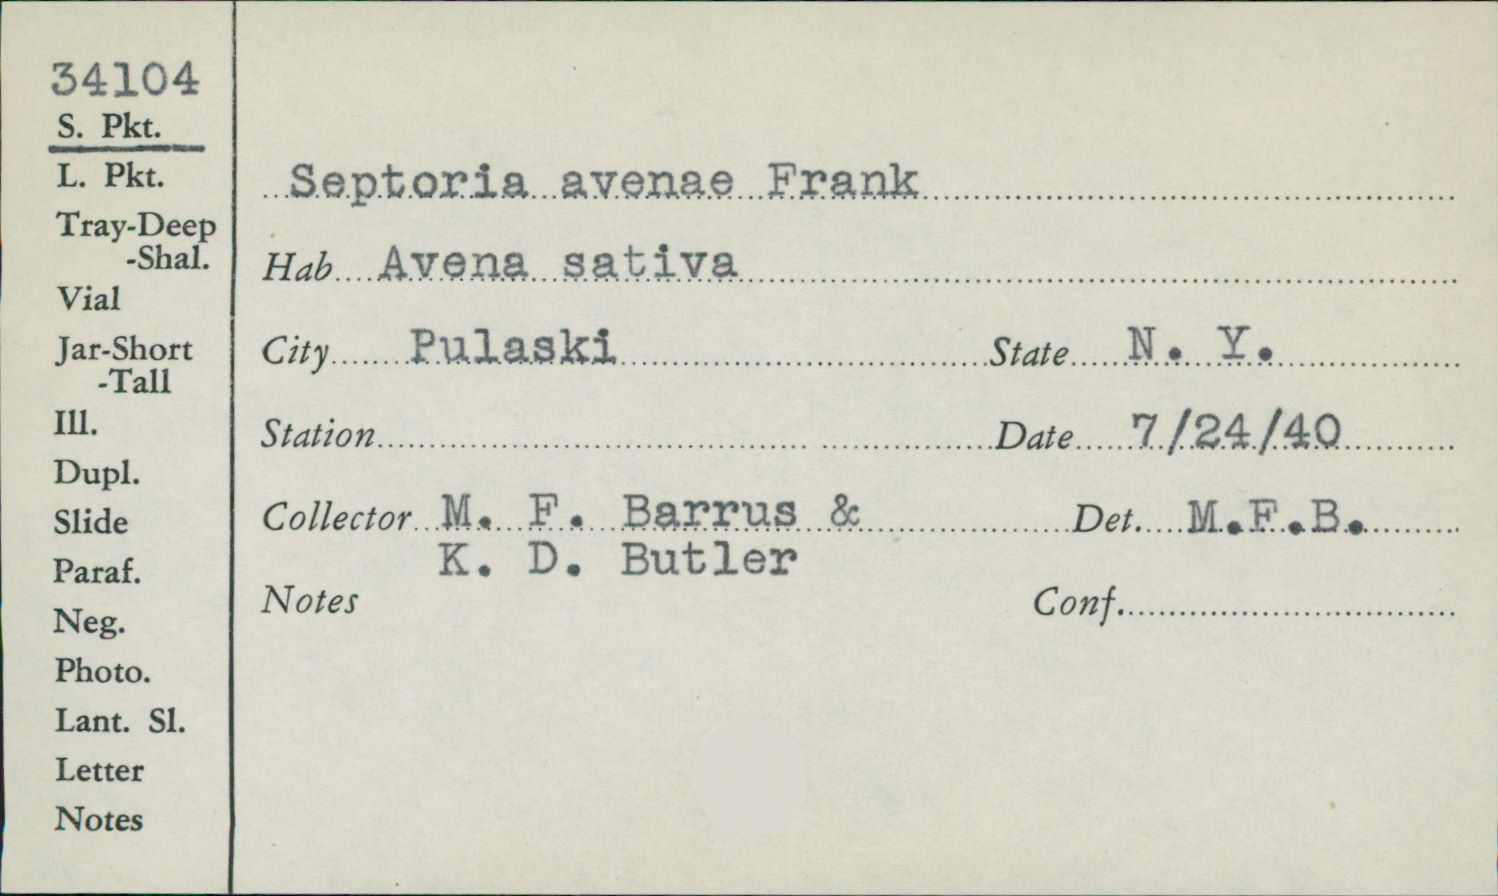 34104
S. Pkt.
L. Pkt.
Tray-Deep
-Shal.
Vial
Jar-Short
-Tall
Ill.
Dupl.
Slide
Paraf.
Neg.
Photo.
Lant. Sl.
Letter
Notes
Septoria avenae Frank
Hab Avena sativa
City Pulaski State N. Y.
Station Date 7/24/40
Collector M. F. Barrus & Det. M.F.B.
K. D. Butler
Notes Conf.